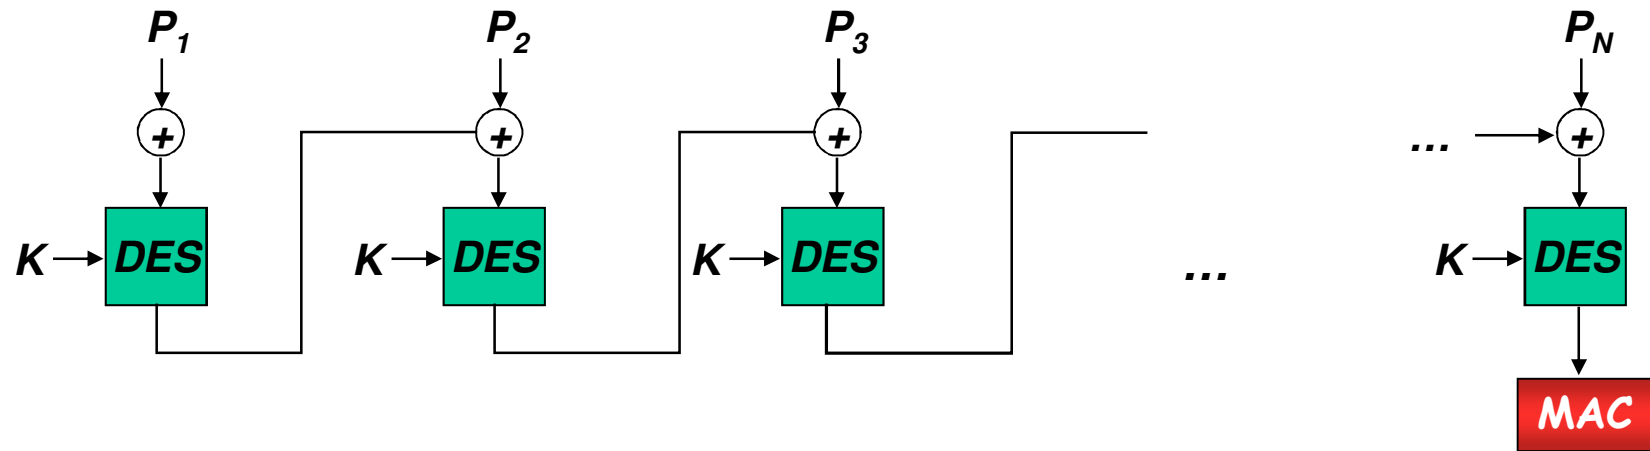 P1 P2 P3 PN
+ + + ... +
K DES K DES K DES ... K DES
MAC